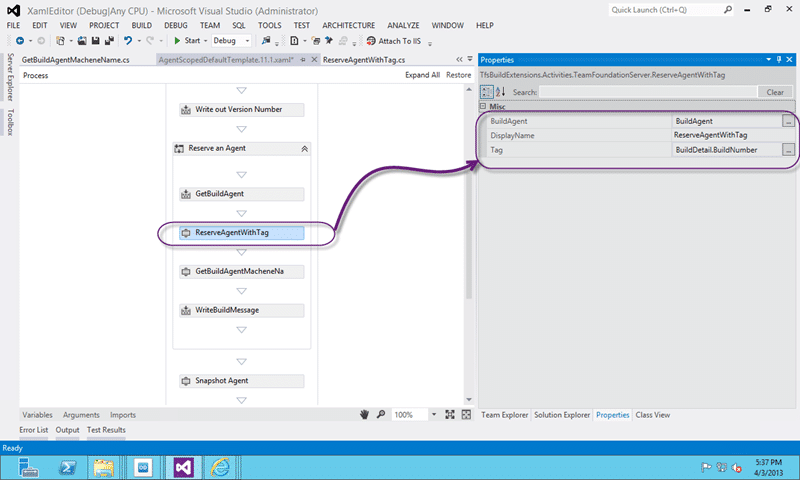 XamlEditor (Debug|Any CPU) - Microsoft Visual Studio (Administrator)
Quick Launch (Ctrl+Q)
FILE EDIT VIEW PROJECT BUILD DEBUG TEAM SQL TOOLS TEST ARCHITECTURE ANALYZE WINDOW HELP
Start Debug Attach To IIS
Server Explorer
Toolbox
GetBuildAgentMacheneName.cs AgentScopedDefaultTemplate.11.1.xaml* ReserveAgentWithTag.cs
Process Expand All Restore
Write out Version Number
Reserve an Agent
GetBuildAgent
ReserveAgentWithTag
GetBuildAgentMacheneNa
WriteBuildMessage
Snapshot Agent
Variables Arguments Imports 100%
Properties
TfsBuildExtensions.Activities.TeamFoundationServer.ReserveAgentWithTag
Search: Clear
Misc
BuildAgent BuildAgent ...
DisplayName ReserveAgentWithTag
Tag BuildDetail.BuildNumber ...
Team Explorer Solution Explorer Properties Class View
Error List Output Test Results
Ready
5:37 PM
4/3/2013